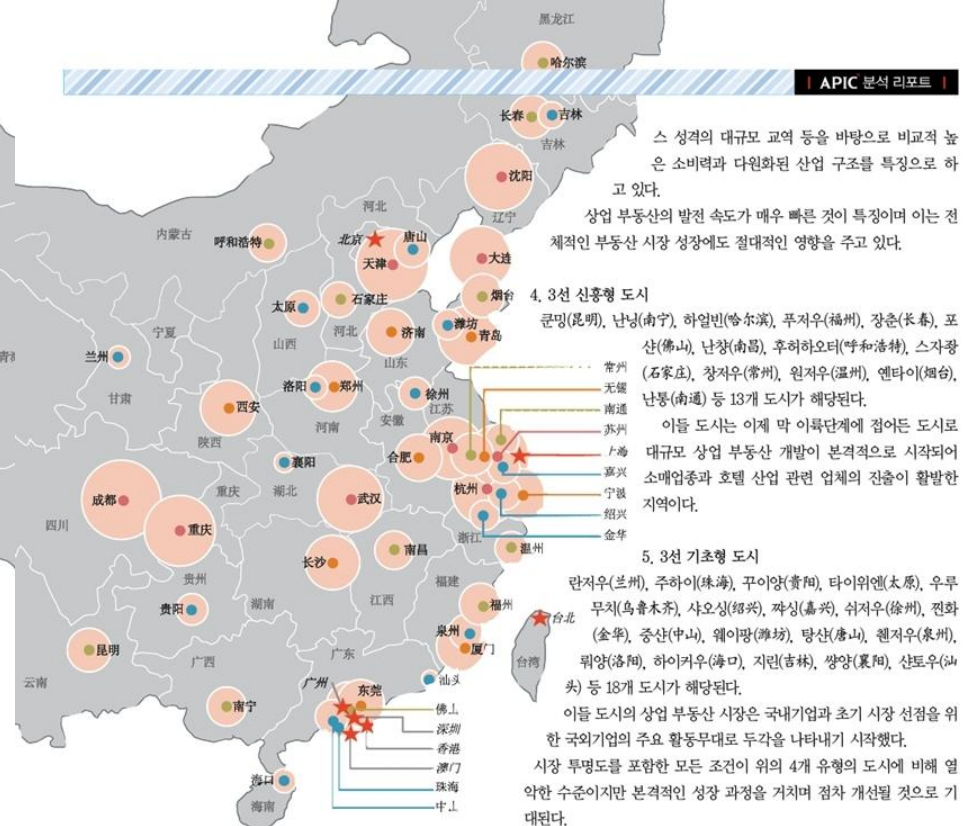 APIC 분석 리포트
스 성격의 대규모 교역 등을 바탕으로 비교적 높
은 소비력과 다원화된 산업 구조를 특징으로 하
고 있다.
상업 부동산의 발전 속도가 매우 빠른 것이 특징이며 이는 전
체적인 부동산 시장 성장에도 절대적인 영향을 주고 있다.
4. 3선 신흥형 도시
쿤밍(昆明), 난닝(南宁), 하얼빈(哈尔滨), 푸저우(福州), 장춘(长春), 포
샨(佛山), 난창(南昌), 후허하오터(呼和浩特), 스자좡
(石家庄), 창저우(常州), 원저우(温州), 옌타이(烟台),
난통(南通) 등 13개 도시가 해당된다.
이들 도시는 이제 막 이륙단계에 접어든 도시로
대규모 상업 부동산 개발이 본격적으로 시작되어
소매업종과 호텔 산업 관련 업체의 진출이 활발한
지역이다.
5. 3선 기초형 도시
란저우(兰州), 주하이(珠海), 꾸이양(贵阳), 타이위엔(太原), 우루
무치(乌鲁木齐), 샤오싱(绍兴), 쨔싱(嘉兴), 쉬저우(徐州), 찐화
(金华), 중샨(中山), 웨이팡(潍坊), 탕샨(唐山), 췐저우(泉州),
뤄양(洛阳), 하이커우(海口), 지린(吉林), 썅양(襄阳), 샨토우(汕
头) 등 18개 도시가 해당된다.
이들 도시의 상업 부동산 시장은 국내기업과 초기 시장 선점을 위
한 국외기업의 주요 활동무대로 두각을 나타내기 시작했다.
시장 투명도를 포함한 모든 조건이 위의 4개 유형의 도시에 비해 열
악한 수준이지만 본격적인 성장 과정을 거치며 점차 개선될 것으로 기
대된다.
黑龙江
哈尔滨
长春
吉林
吉林
沈阳
辽宁
河北
内蒙古
呼和浩特
北京
唐山
天津
大连
烟台
石家庄
太原
潍坊
青岛
济南
河北
宁夏
山西
山东
兰州
甘肃
常州
无锡
南通
苏州
上海
嘉兴
宁波
绍兴
金华
洛阳
郑州
徐州
江苏
西安
河南
安徽
陕西
南京
合肥
襄阳
成都
重庆
湖北
武汉
杭州
四川
重庆
浙江
长沙
南昌
温州
贵州
福建
贵阳
湖南
江西
福州
台北
泉州
昆明
厦门
广西
广东
台湾
云南
广州
东莞
汕头
南宁
佛山
深圳
香港
澳门
珠海
中山
海口
海南